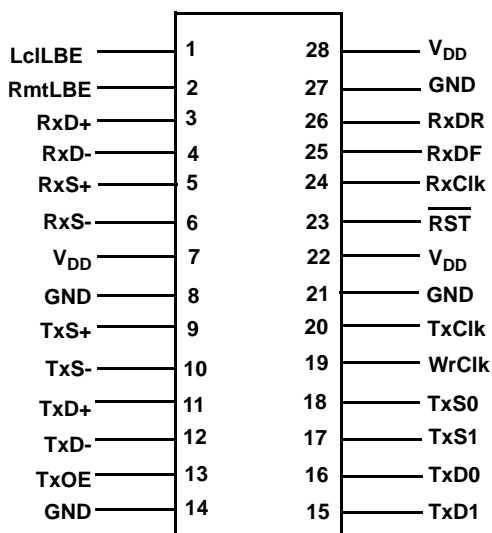 LclLBE 1 28 VDD
RmtLBE 2 27 GND
RxD+ 3 26 RxDR
RxD- 4 25 RxDF
RxS+ 5 24 RxClk
RxS- 6 23 RST
VDD 7 22 VDD
GND 8 21 GND
TxS+ 9 20 TxClk
TxS- 10 19 WrClk
TxD+ 11 18 TxS0
TxD- 12 17 TxS1
TxOE 13 16 TxD0
GND 14 15 TxD1